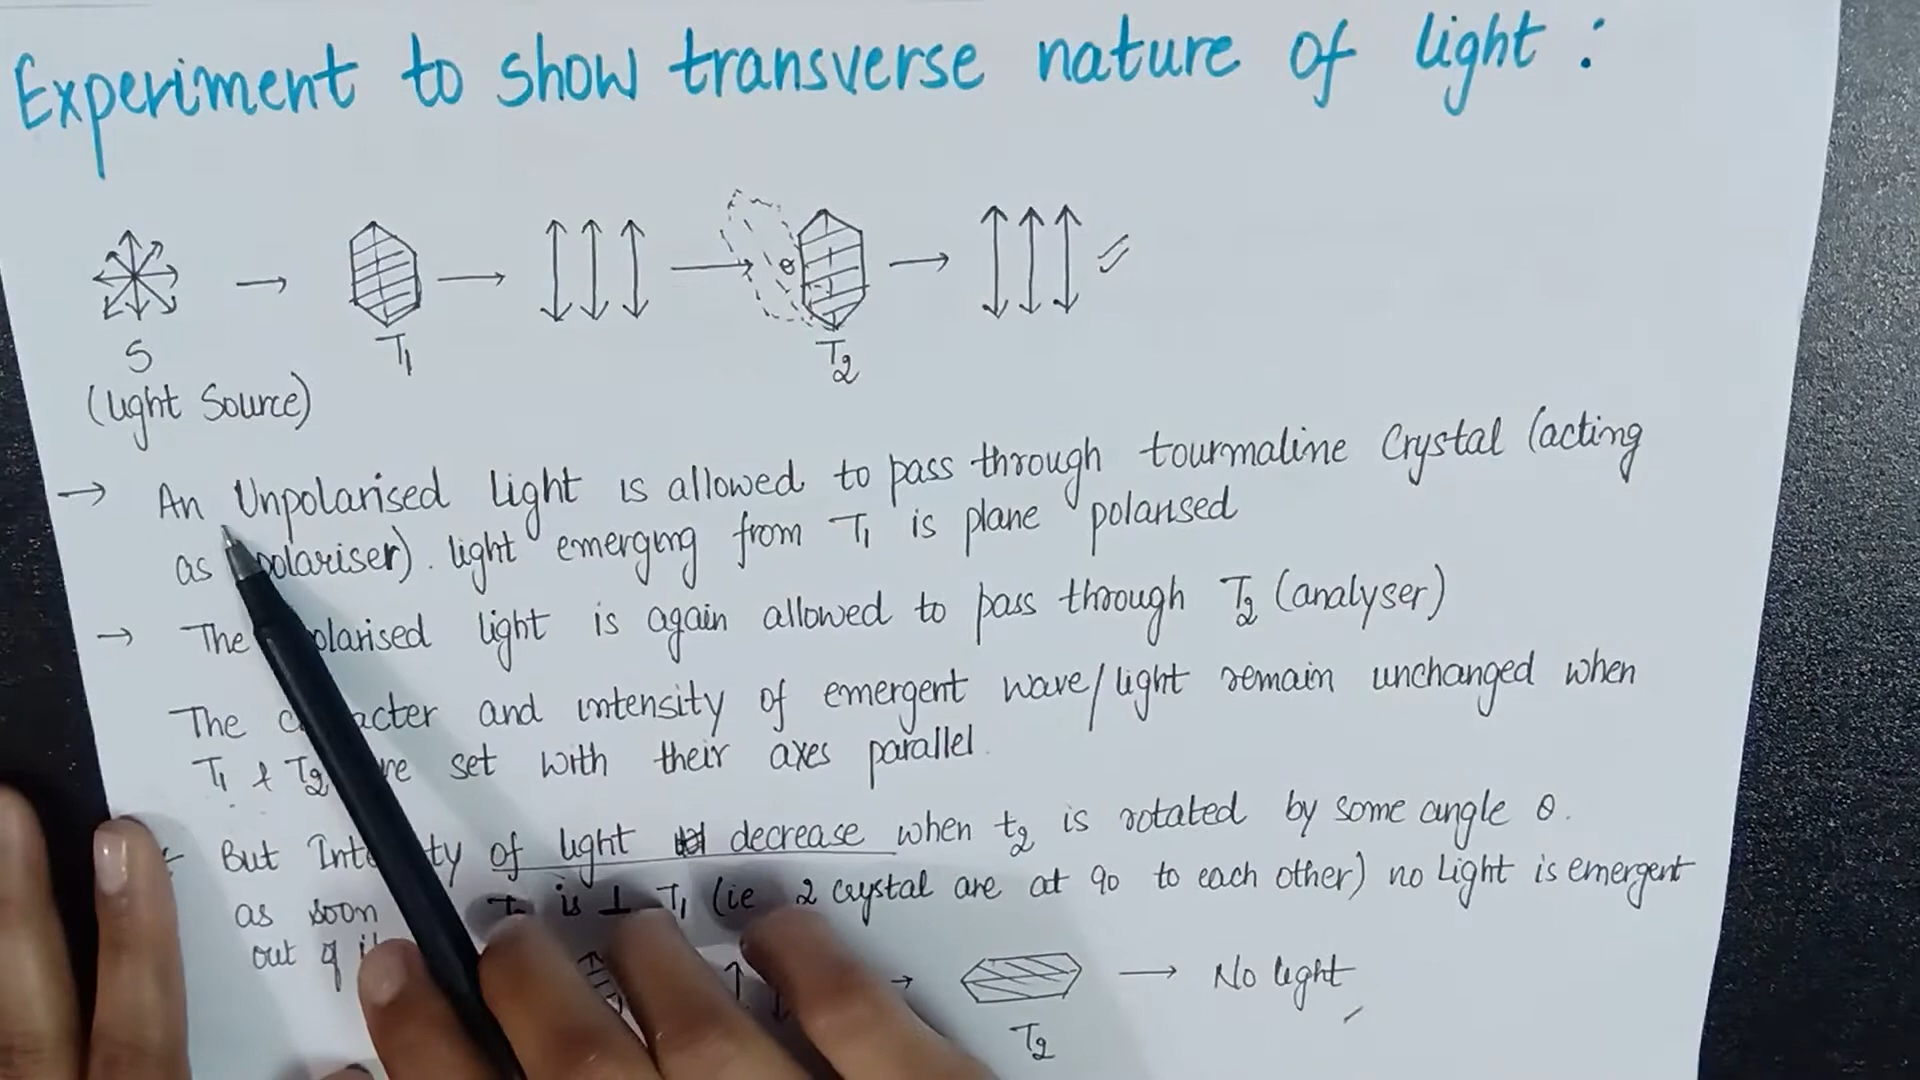 Experiment to show transverse nature of light :
θ
S
T1
T2
(light Source)
→ An Unpolarised light is allowed to pass through tourmaline Crystal (acting
as polariser). light emerging from T1 is plane polarised
→ The polarised light is again allowed to pass through T2 (analyser)
The character and intensity of emergent wave/light remain unchanged when
T1 & T2 are set with their axes parallel.
But Intensity of light decrease when t2 is rotated by some angle θ.
as soon is ⊥ T1 (ie 2 crystal are at 90 to each other) no light is emergent
out of it
→ No light
T2